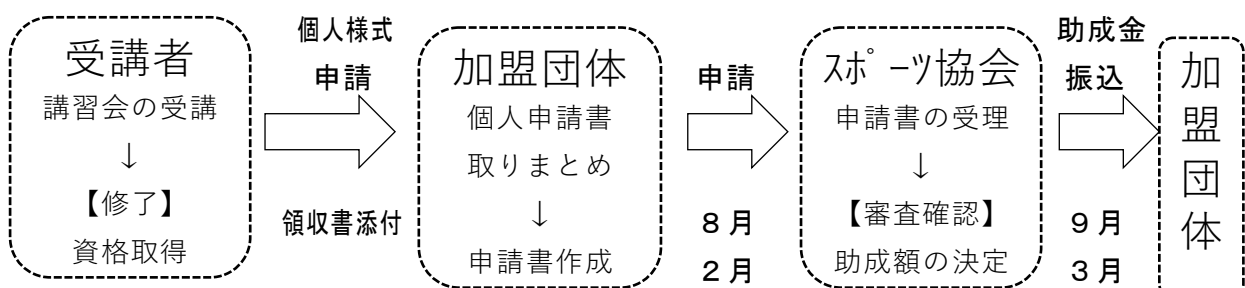 受講者
講習会の受講
↓
【修了】
資格取得
個人様式
申請
領収書添付
加盟団体
個人申請書
取りまとめ
↓
申請書作成
申請
8月
2月
ｽﾎﾟｰﾂ協会
申請書の受理
↓
【審査確認】
助成額の決定
助成金
振込
9月
3月
加盟団体